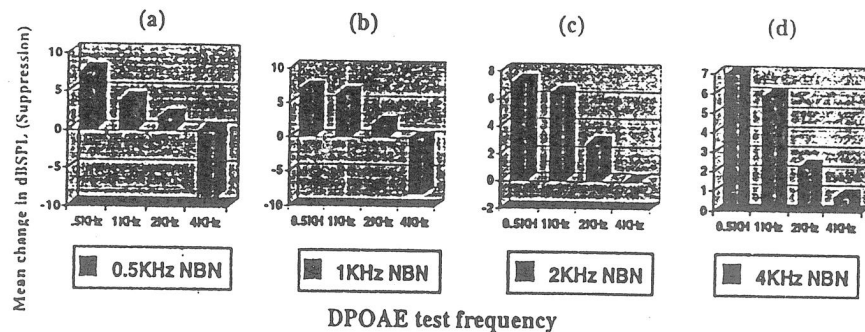 (a) (b) (c) (d)
Mean change in dBSPL (Suppression)
10
5
0
-5
-10
.5KHz 1KHz 2KHz 4KHz
10
5
0
-5
-10
0.5KH 1KHz 2KHz 4KHz
8
6
4
2
0
-2
0.5KH 1KHz 2KHz 4KHz
7
6
5
4
3
2
1
0
0.5KH 1KHz 2KHz 4KHz
0.5KHz NBN
1KHz NBN
2KHz NBN
4KHz NBN
DPOAE test frequency